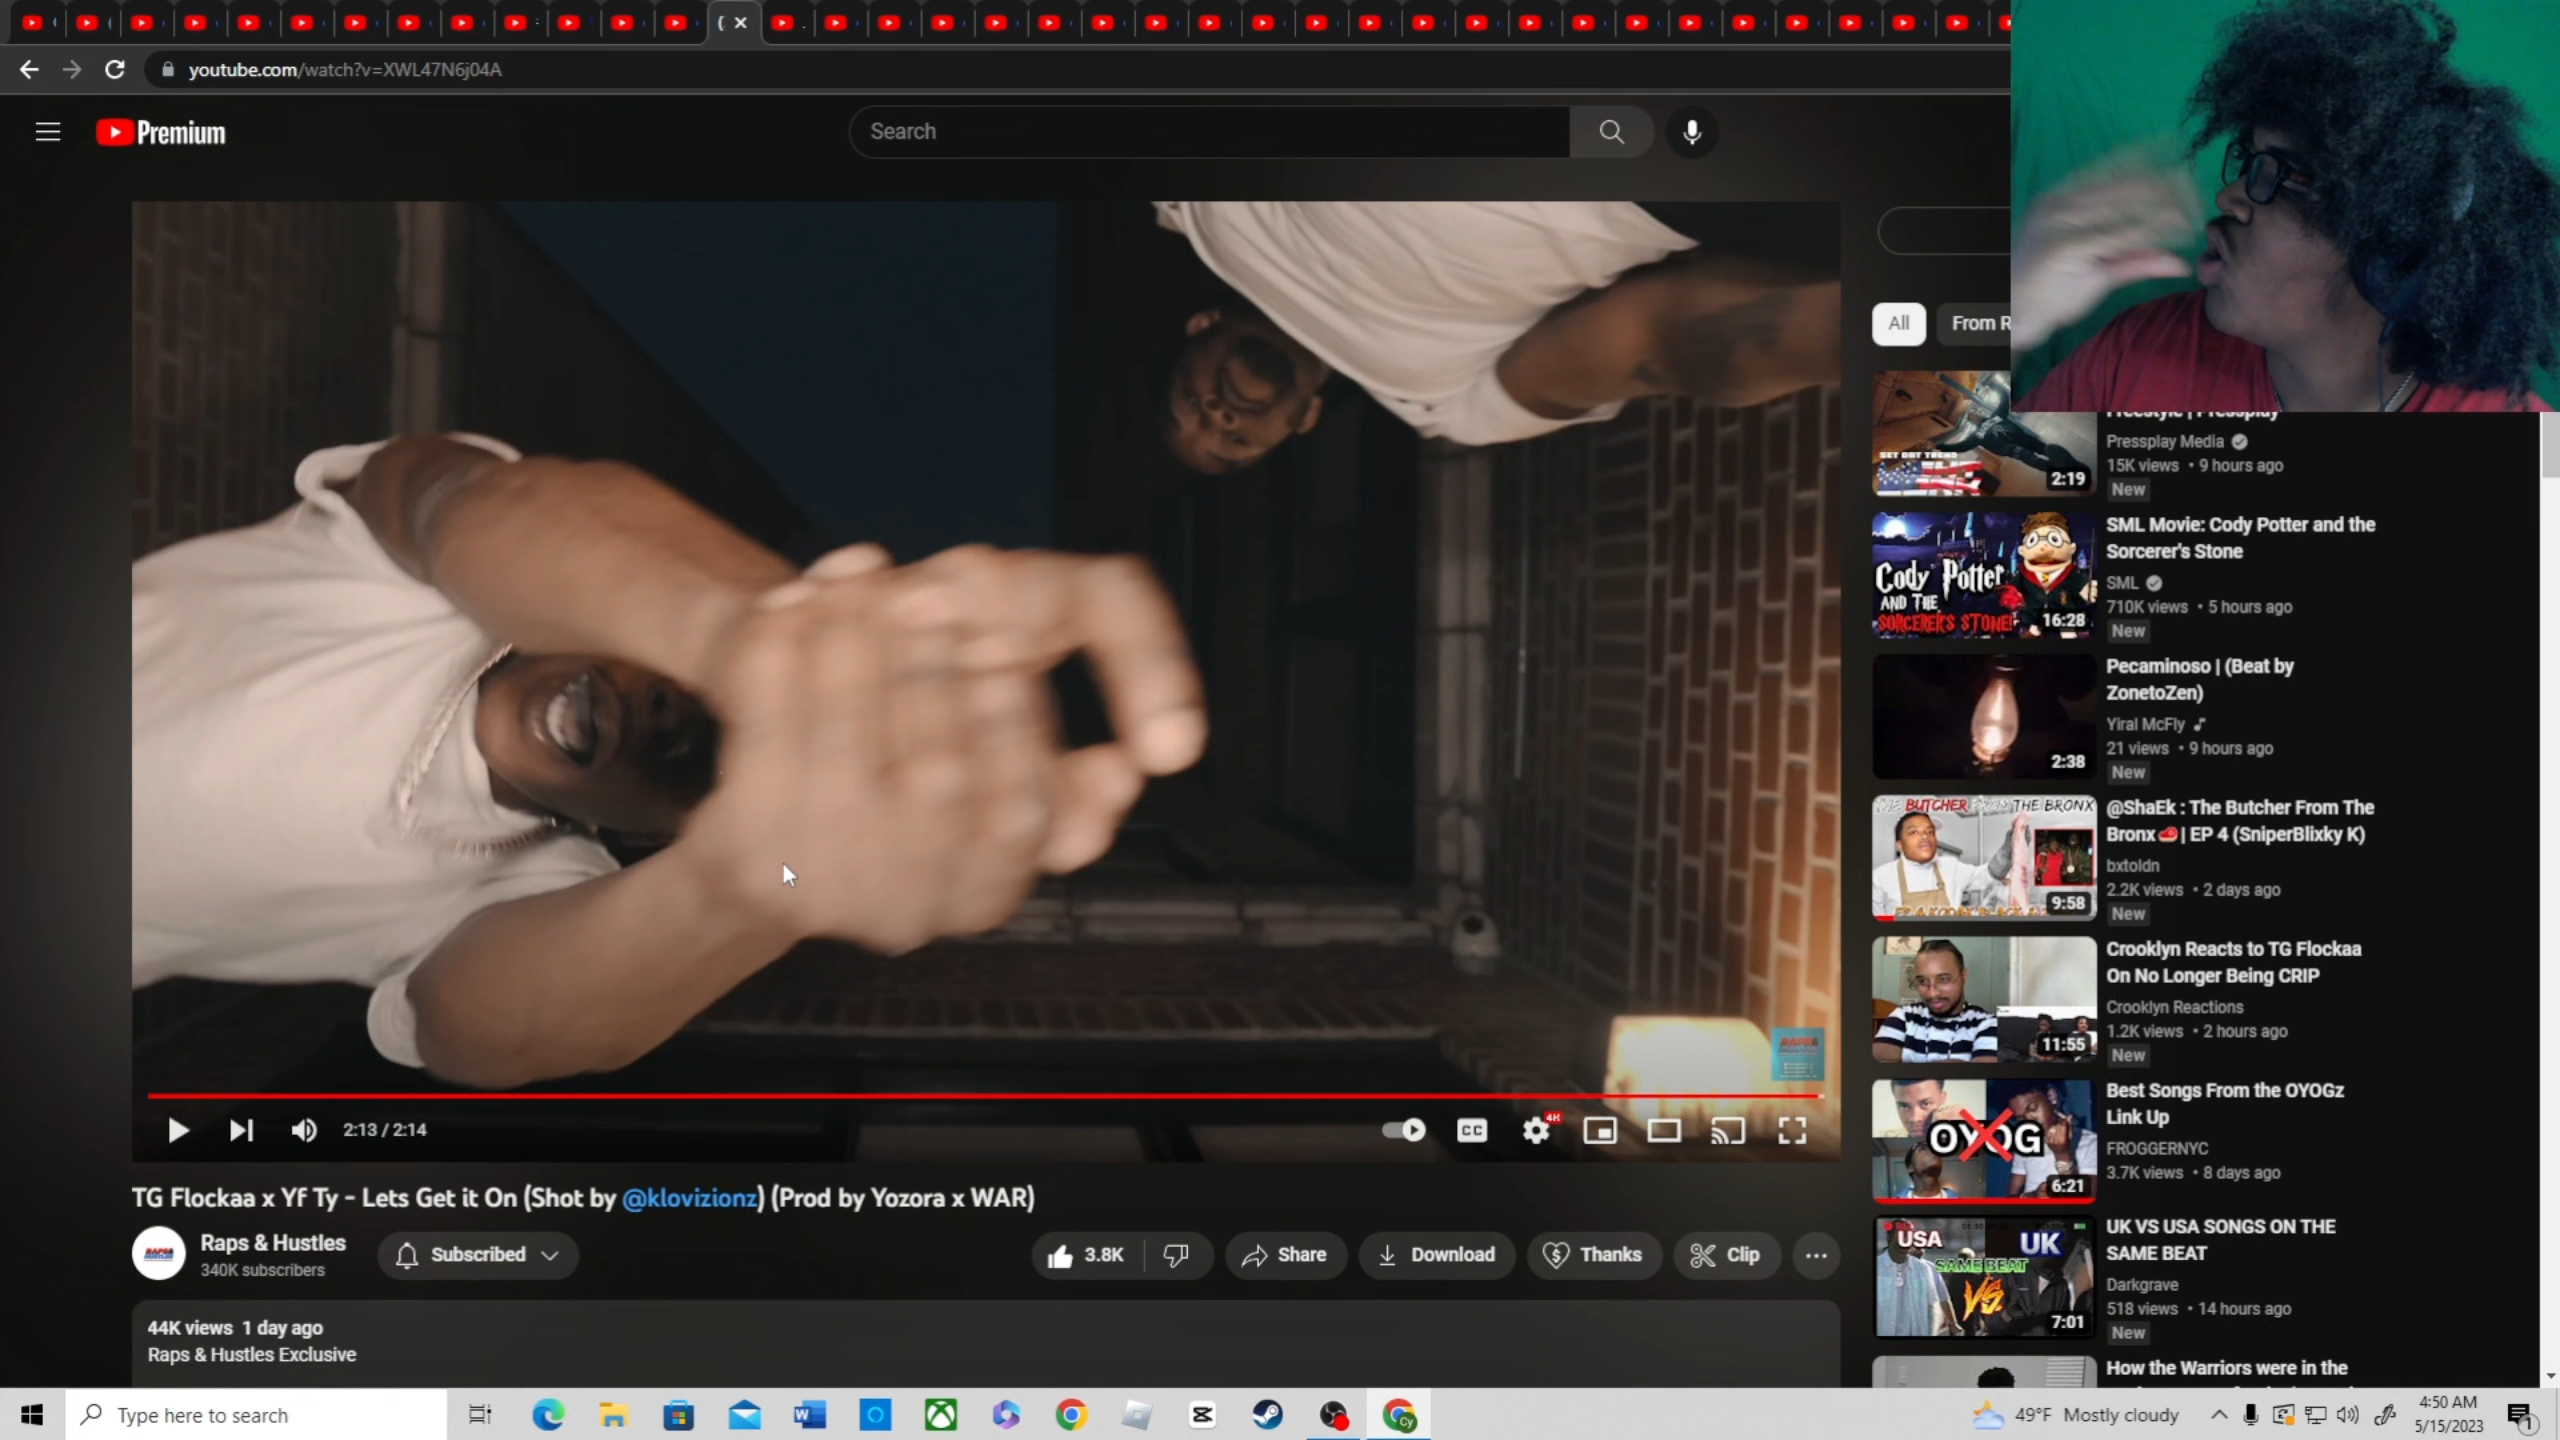 youtube.com/watch?v=XWL47N6j04A
Premium
Search
All
From R
Freestyle | Pressplay
Pressplay Media
15K views • 9 hours ago
New
2:19
Cody Potter
AND THE
SORCERER'S STONE!
16:28
SML Movie: Cody Potter and the
Sorcerer's Stone
SML
710K views • 5 hours ago
New
2:38
Pecaminoso | (Beat by
ZonetoZen)
Yiral McFly
21 views • 9 hours ago
New
BUTCHER FROM THE BRONX
9:58
@ShaEk : The Butcher From The
Bronx🥩| EP 4 (SniperBlixky K)
bxtoldn
2.2K views • 2 days ago
New
11:55
Crooklyn Reacts to TG Flockaa
On No Longer Being CRIP
Crooklyn Reactions
1.2K views • 2 hours ago
New
OYOG
6:21
Best Songs From the OYOGz
Link Up
FROGGERNYC
3.7K views • 8 days ago
USA UK
SAME BEAT
VS.
7:01
UK VS USA SONGS ON THE
SAME BEAT
Darkgrave
518 views • 14 hours ago
New
How the Warriors were in the
2:13 / 2:14
CC
4K
TG Flockaa x Yf Ty - Lets Get it On (Shot by @klovizionz) (Prod by Yozora x WAR)
Raps & Hustles
340K subscribers
Subscribed
3.8K
Share
Download
Thanks
Clip
44K views 1 day ago
Raps & Hustles Exclusive
Type here to search
49°F Mostly cloudy
4:50 AM
5/15/2023
1